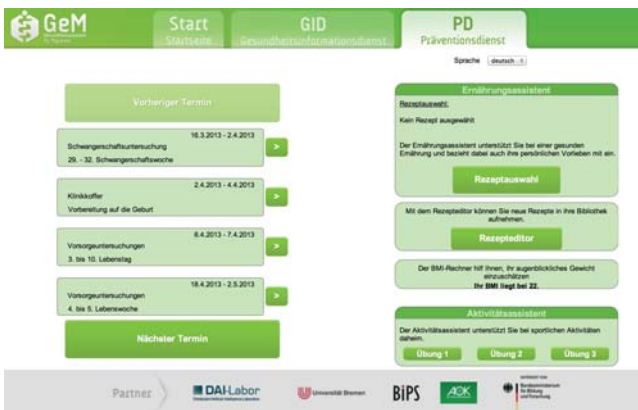 GeM
Start
Startseite
GID
Gesundheitsinformationsdienst
PD
Präventionsdienst
Sprache deutsch
Vorheriger Termin
16.3.2013 - 2.4.2013
Schwangerschaftsuntersuchung
29. - 32. Schwangerschaftswoche
>
2.4.2013 - 4.4.2013
Klinikkoffer
Vorbereitung auf die Geburt
>
6.4.2013 - 7.4.2013
Vorsorgeuntersuchungen
3. bis 10. Lebenstag
>
18.4.2013 - 2.5.2013
Vorsorgeuntersuchungen
4. bis 5. Lebenswoche
>
Nächster Termin
Ernährungsassistent
Rezeptauswahl:
Kein Rezept ausgewählt
Der Ernährungsassistent unterstützt Sie bei einer gesunden
Ernährung und bezieht dabei auch ihre persönlichen Vorlieben mit ein.
Rezeptauswahl
Mit dem Rezepteditor können Sie neue Rezepte in ihre Bibliothek
aufnehmen.
Rezepteditor
Der BMI-Rechner hilf Ihnen, ihr augenblickliches Gewicht
einzuschätzen
Ihr BMI liegt bei 22.
Aktivitätsassistent
Der Aktivitätsassistent unterstützt Sie bei sportlichen Aktivitäten
daheim.
Übung 1 Übung 2 Übung 3
Partner
DAI-Labor
Universität Bremen
BIPS
AOK
Bundesministerium
für Bildung
und Forschung